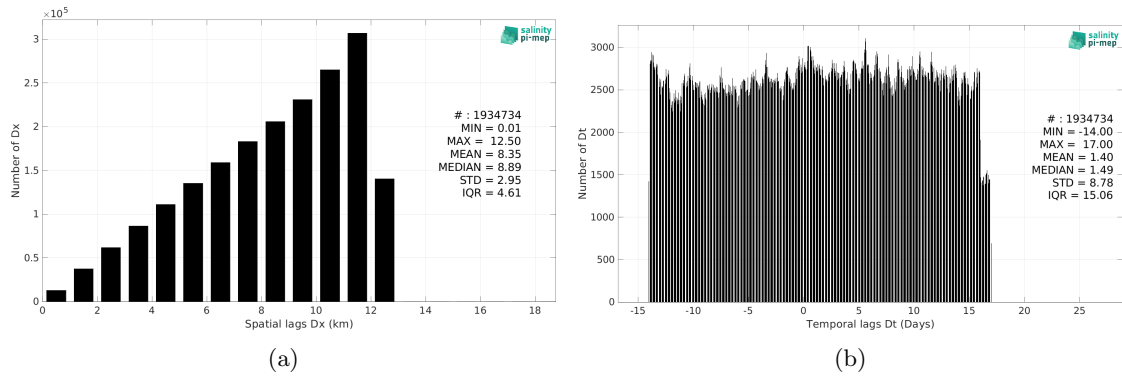 ×10^5
3
2.5
2
1.5
1
0.5
0
Number of Dx
0 2 4 6 8 10 12 14 16 18
Spatial lags Dx (km)
salinity
pi-mep
# : 1934734
MIN = 0.01
MAX = 12.50
MEAN = 8.35
MEDIAN = 8.89
STD = 2.95
IQR = 4.61
(a)
3000
2500
2000
1500
1000
500
0
Number of Dt
-15 -10 -5 0 5 10 15 20 25
Temporal lags Dt (Days)
salinity
pi-mep
# : 1934734
MIN = -14.00
MAX = 17.00
MEAN = 1.40
MEDIAN = 1.49
STD = 8.78
IQR = 15.06
(b)